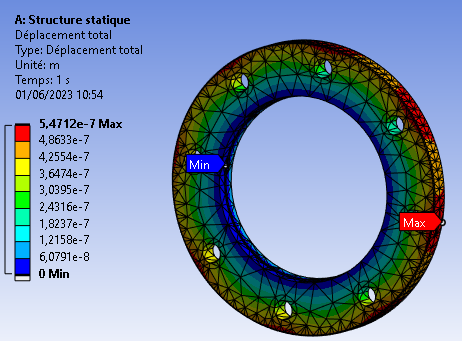 A: Structure statique
Déplacement total
Type: Déplacement total
Unité: m
Temps: 1 s
01/06/2023 10:54
5,4712e-7 Max
4,8633e-7
4,2554e-7
3,6474e-7
3,0395e-7
2,4316e-7
1,8237e-7
1,2158e-7
6,0791e-8
0 Min
Min
Max